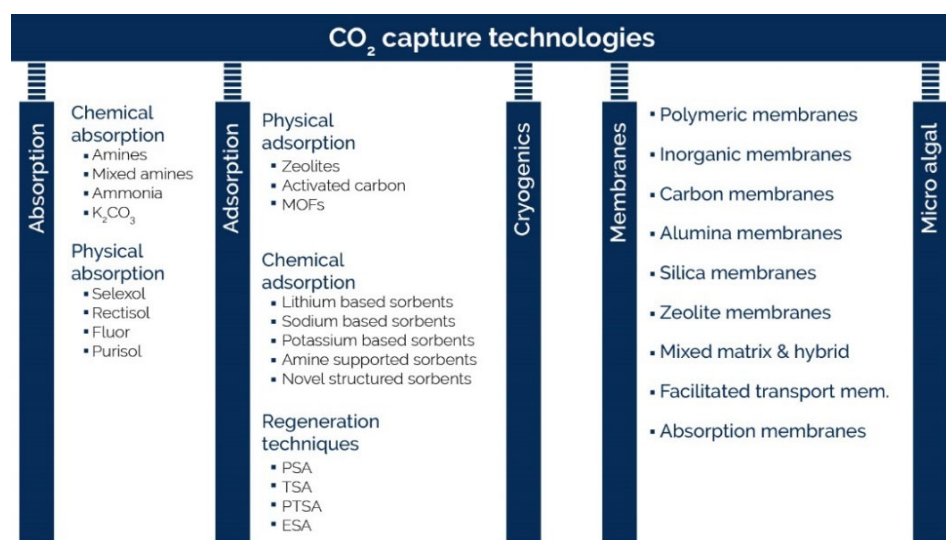 CO₂ capture technologies
Absorption
Chemical
absorption
▪ Amines
▪ Mixed amines
▪ Ammonia
▪ K₂CO₃
Physical
absorption
▪ Selexol
▪ Rectisol
▪ Fluor
▪ Purisol
Adsorption
Physical
adsorption
▪ Zeolites
▪ Activated carbon
▪ MOFs
Chemical
adsorption
▪ Lithium based sorbents
▪ Sodium based sorbents
▪ Potassium based sorbents
▪ Amine supported sorbents
▪ Novel structured sorbents
Regeneration
techniques
▪ PSA
▪ TSA
▪ PTSA
▪ ESA
Cryogenics
Membranes
▪ Polymeric membranes
▪ Inorganic membranes
▪ Carbon membranes
▪ Alumina membranes
▪ Silica membranes
▪ Zeolite membranes
▪ Mixed matrix & hybrid
▪ Facilitated transport mem.
▪ Absorption membranes
Micro algal